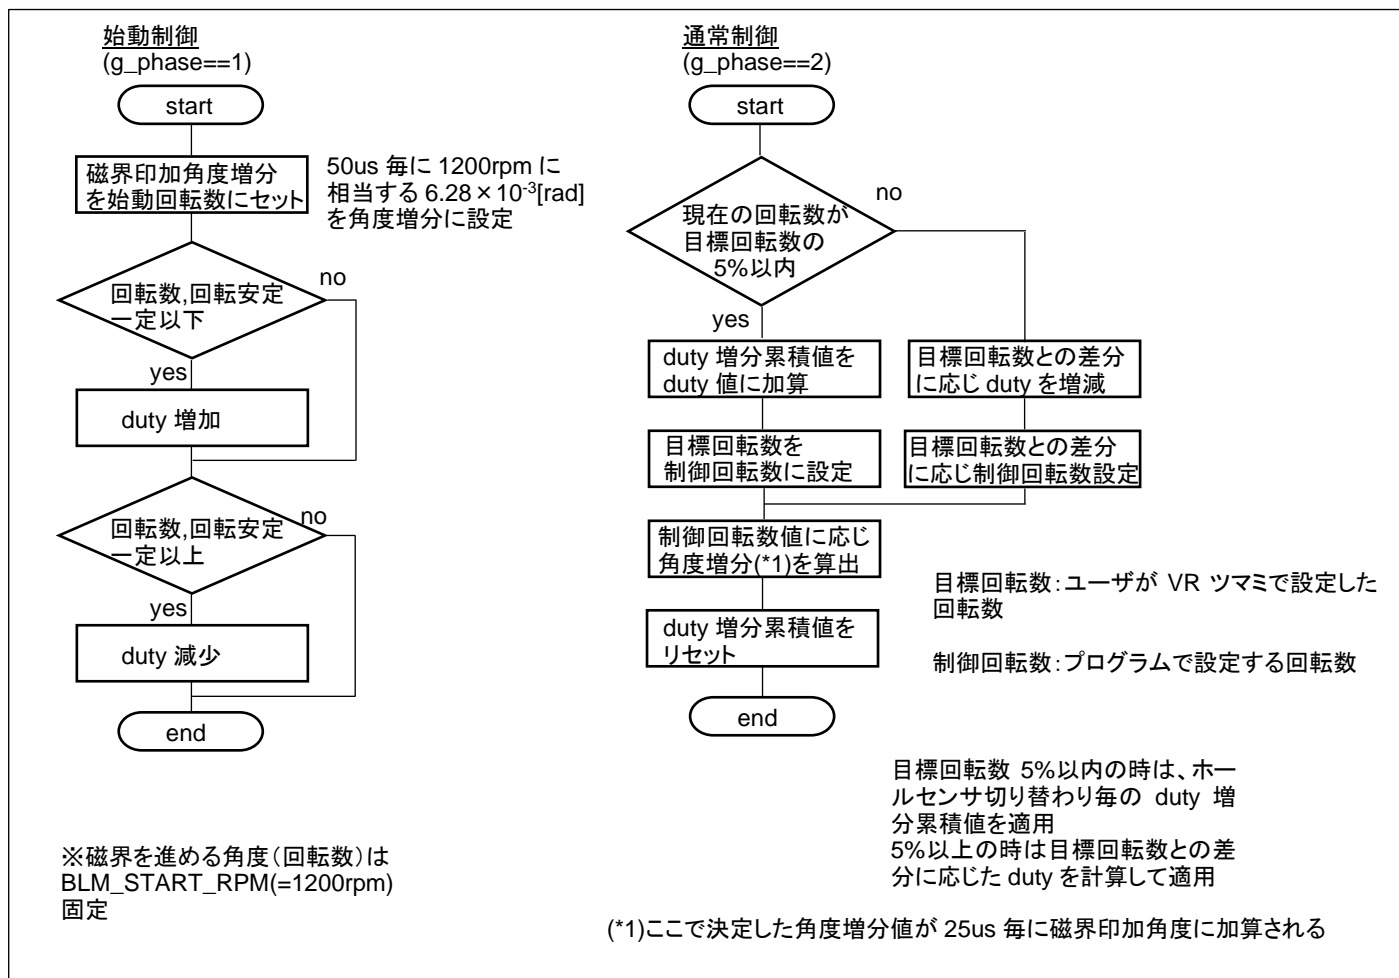 始動制御
(g_phase==1)
start
磁界印加角度増分
を始動回転数にセット
50us 毎に 1200rpm に
相当する 6.28×10-3[rad]
を角度増分に設定
回転数,回転安定
一定以下
no
yes
duty 増加
回転数,回転安定
一定以上
no
yes
duty 減少
end
※磁界を進める角度(回転数)は
BLM_START_RPM(=1200rpm)
固定
通常制御
(g_phase==2)
start
現在の回転数が
目標回転数の
5%以内
no
yes
duty 増分累積値を
duty 値に加算
目標回転数との差分
に応じ duty を増減
目標回転数を
制御回転数に設定
目標回転数との差分
に応じ制御回転数設定
制御回転数値に応じ
角度増分(*1)を算出
duty 増分累積値を
リセット
end
目標回転数:ユーザが VR ツマミで設定した
回転数
制御回転数:プログラムで設定する回転数
目標回転数 5%以内の時は、ホー
ルセンサ切り替わり毎の duty 増
分累積値を適用
5%以上の時は目標回転数との差
分に応じた duty を計算して適用
(*1)ここで決定した角度増分値が 25us 毎に磁界印加角度に加算される